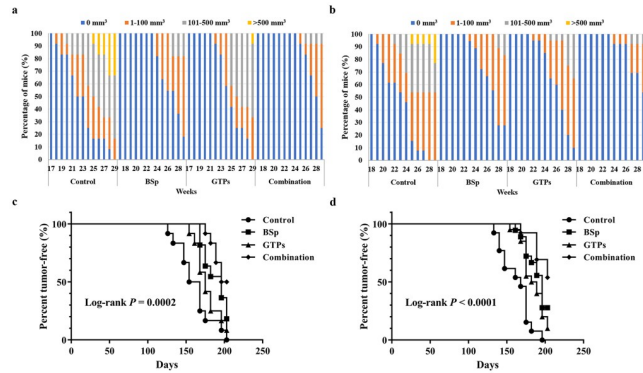 a
0 mm³ 1-100 mm³ 101-500 mm³ >500 mm³
Percentage of mice (%)
100
90
80
70
60
50
40
30
20
10
0
17 19 21 23 25 27 29 18 20 22 24 26 28 17 19 21 23 25 27 29 18 20 22 24 26 28
Control BSp GTPs Combination
Weeks
b
0 mm³ 1-100 mm³ 101-500 mm³ >500 mm³
Percentage of mice (%)
100
90
80
70
60
50
40
30
20
10
0
18 20 22 24 26 28 18 20 22 24 26 28 18 20 22 24 26 28 18 20 22 24 26 28
Control BSp GTPs Combination
Weeks
c
Percent tumor-free (%)
100
50
0
Control
BSp
GTPs
Combination
Log-rank P = 0.0002
0 50 100 150 200 250
Days
d
Percent tumor-free (%)
100
50
0
Control
BSp
GTPs
Combination
Log-rank P < 0.0001
0 50 100 150 200 250
Days